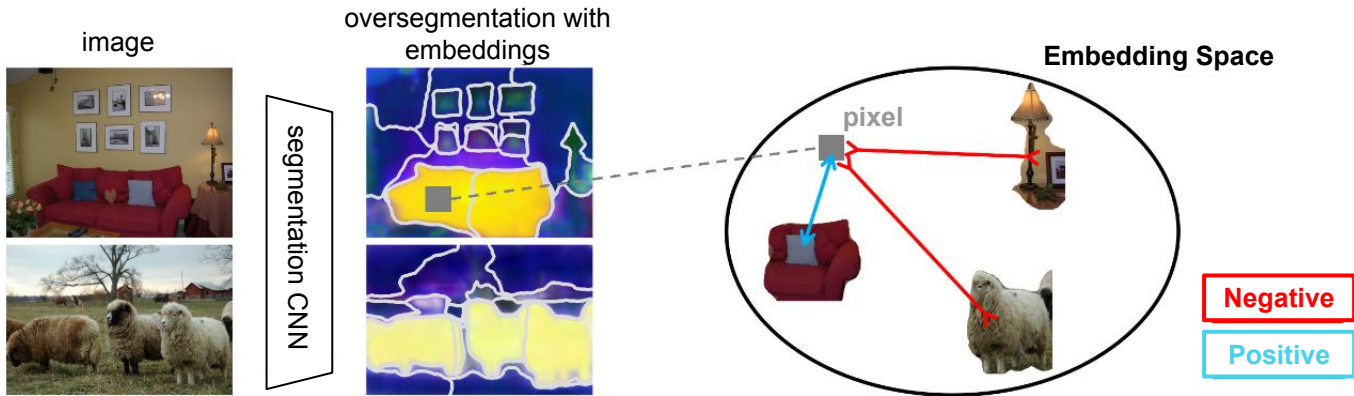 image
oversegmentation with
embeddings
Embedding Space
segmentation CNN
pixel
Negative
Positive